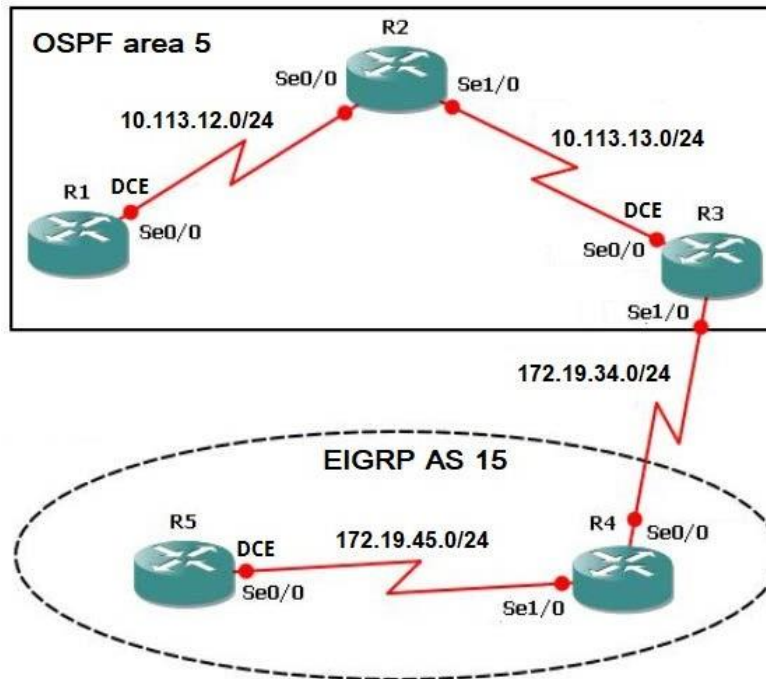 OSPF area 5
R2
Se0/0
Se1/0
10.113.12.0/24
10.113.13.0/24
R1
DCE
Se0/0
DCE
R3
Se0/0
Se1/0
172.19.34.0/24
EIGRP AS 15
R5
DCE
172.19.45.0/24
R4
Se0/0
Se0/0
Se1/0